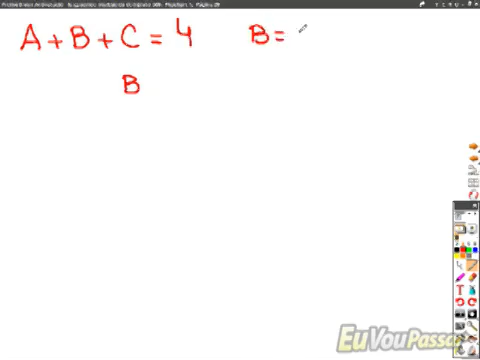 A + B + C = 4 B =
B
EuVouPassar